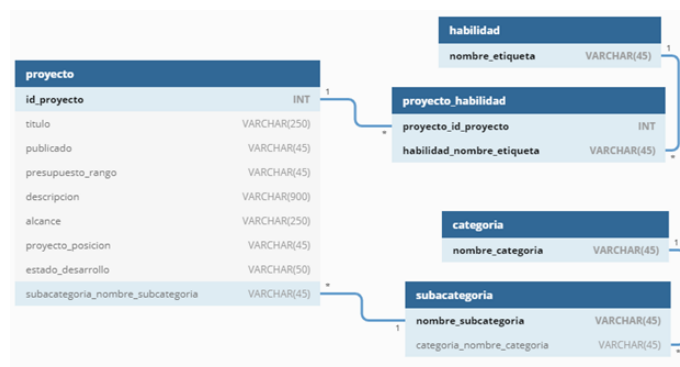 habilidad
nombre_etiqueta VARCHAR(45)
1
proyecto
id_proyecto INT
1
titulo VARCHAR(250)
publicado VARCHAR(45)
presupuesto_rango VARCHAR(45)
descripcion VARCHAR(900)
alcance VARCHAR(250)
proyecto_posicion VARCHAR(45)
estado_desarrollo VARCHAR(50)
subacategoria_nombre_subcategoria VARCHAR(45)
*
proyecto_habilidad
proyecto_id_proyecto INT
*
habilidad_nombre_etiqueta VARCHAR(45)
*
categoria
nombre_categoria VARCHAR(45)
1
subacategoria
nombre_subcategoria VARCHAR(45)
1
categoria_nombre_categoria VARCHAR(45)
*